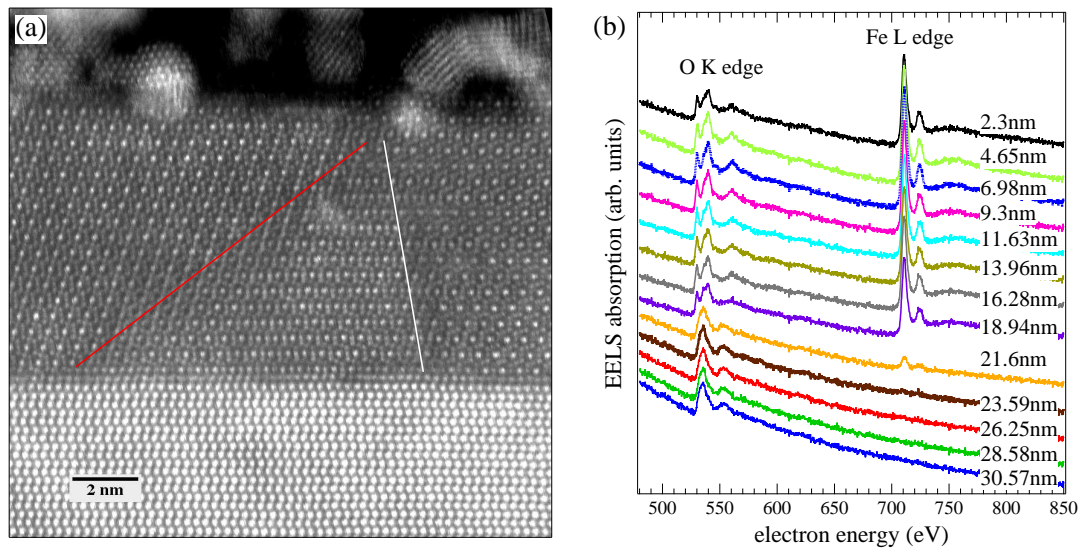 (a)
2 nm
(b)
Fe L edge
O K edge
2.3nm
4.65nm
6.98nm
9.3nm
11.63nm
13.96nm
16.28nm
18.94nm
21.6nm
23.59nm
26.25nm
28.58nm
30.57nm
EELS absorption (arb. units)
500 550 600 650 700 750 800 850
electron energy (eV)